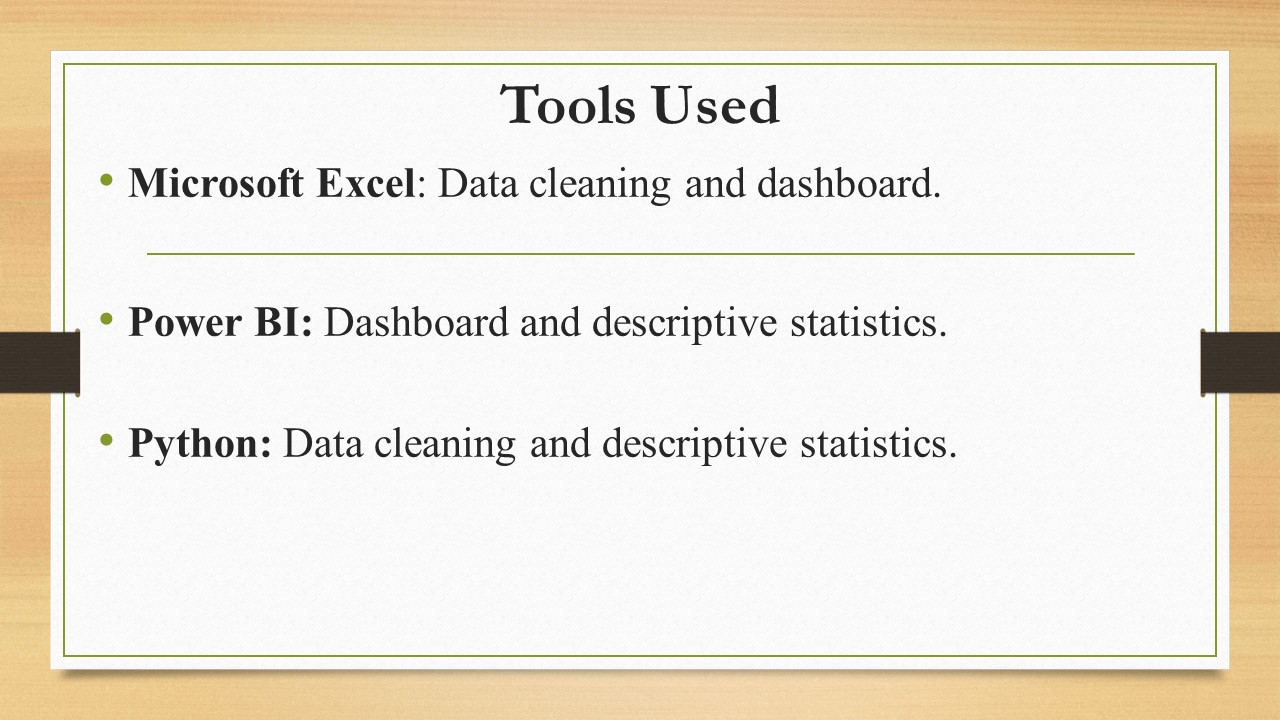 Tools Used
• Microsoft Excel: Data cleaning and dashboard.
• Power BI: Dashboard and descriptive statistics.
• Python: Data cleaning and descriptive statistics.